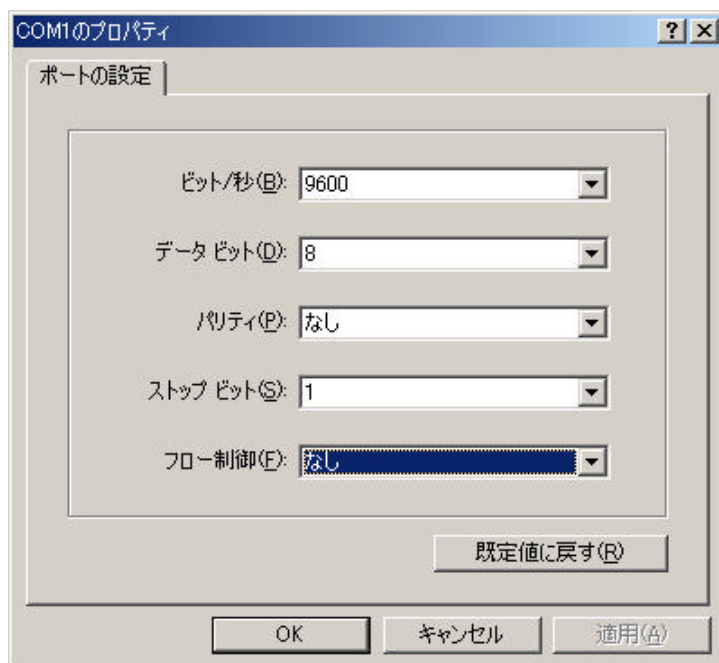 COM1のプロパティ
ポートの設定
ビット/秒(B): 9600
データ ビット(D): 8
パリティ(P): なし
ストップ ビット(S): 1
フロー制御(F): なし
既定値に戻す(R)
OK キャンセル 適用(A)